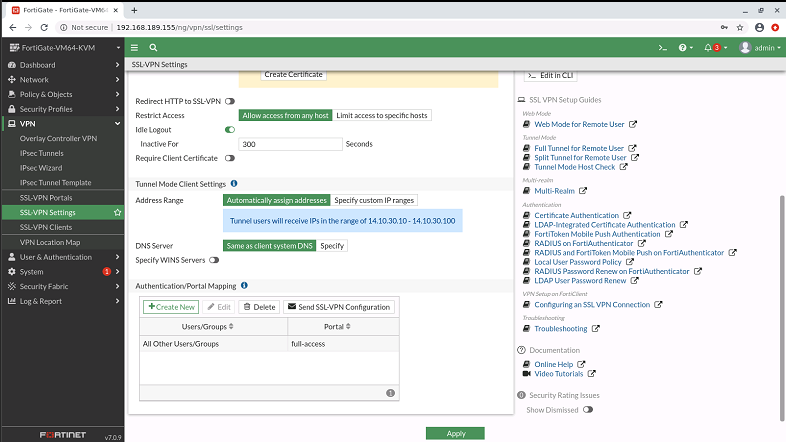 FortiGate - FortiGate-VM64-K
Not secure | 192.168.189.155/ng/vpn/ssl/settings
FortiGate-VM64-KVM
3
admin
Dashboard
Network
Policy & Objects
Security Profiles
VPN
Overlay Controller VPN
IPsec Tunnels
IPsec Wizard
IPsec Tunnel Template
SSL-VPN Portals
SSL-VPN Settings
SSL-VPN Clients
VPN Location Map
User & Authentication
System
1
Security Fabric
Log & Report
FORTINET
v7.0.9
SSL-VPN Settings
Create Certificate
Redirect HTTP to SSL-VPN
Restrict Access
Allow access from any host
Limit access to specific hosts
Idle Logout
Inactive For
300
Seconds
Require Client Certificate
Tunnel Mode Client Settings
Address Range
Automatically assign addresses
Specify custom IP ranges
Tunnel users will receive IPs in the range of 14.10.30.10 - 14.10.30.100
DNS Server
Same as client system DNS
Specify
Specify WINS Servers
Authentication/Portal Mapping
+Create New
Edit
Delete
Send SSL-VPN Configuration
Users/Groups
Portal
All Other Users/Groups
full-access
1
Apply
>_ Edit in CLI
SSL VPN Setup Guides
Web Mode
Web Mode for Remote User
Tunnel Mode
Full Tunnel for Remote User
Split Tunnel for Remote User
Tunnel Mode Host Check
Multi-realm
Multi-Realm
Authentication
Certificate Authentication
LDAP-Integrated Certificate Authentication
FortiToken Mobile Push Authentication
RADIUS on FortiAuthenticator
RADIUS and FortiToken Mobile Push on FortiAuthenticator
Local User Password Policy
RADIUS Password Renew on FortiAuthenticator
LDAP User Password Renew
VPN Setup on FortiClient
Configuring an SSL VPN Connection
Troubleshooting
Troubleshooting
Documentation
Online Help
Video Tutorials
0 Security Rating Issues
Show Dismissed